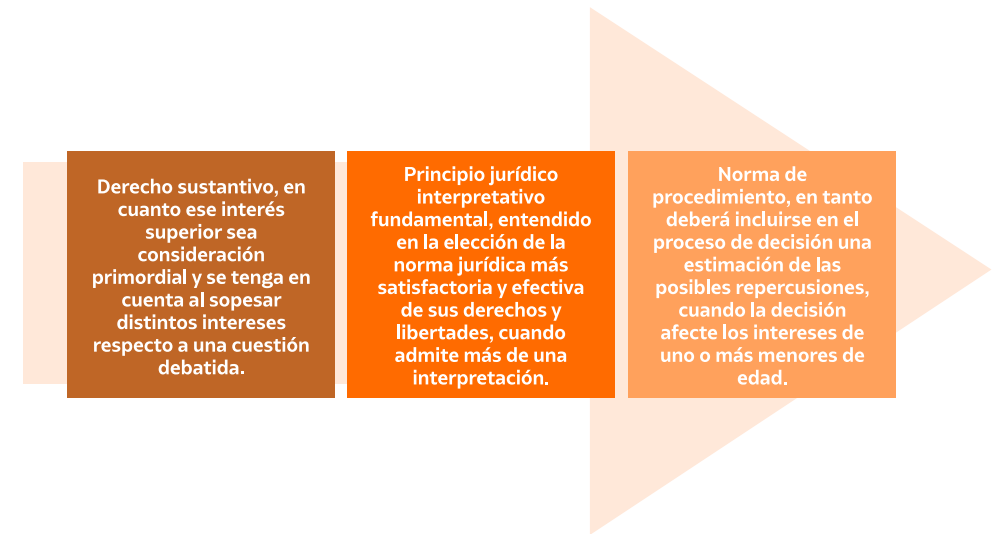 Derecho sustantivo, en
cuanto ese interés
superior sea
consideración
primordial y se tenga en
cuenta al sopesar
distintos intereses
respecto a una cuestión
debatida.
Principio jurídico
interpretativo
fundamental, entendido
en la elección de la
norma jurídica más
satisfactoria y efectiva
de sus derechos y
libertades, cuando
admite más de una
interpretación.
Norma de
procedimiento, en tanto
deberá incluirse en el
proceso de decisión una
estimación de las
posibles repercusiones,
cuando la decisión
afecte los intereses de
uno o más menores de
edad.